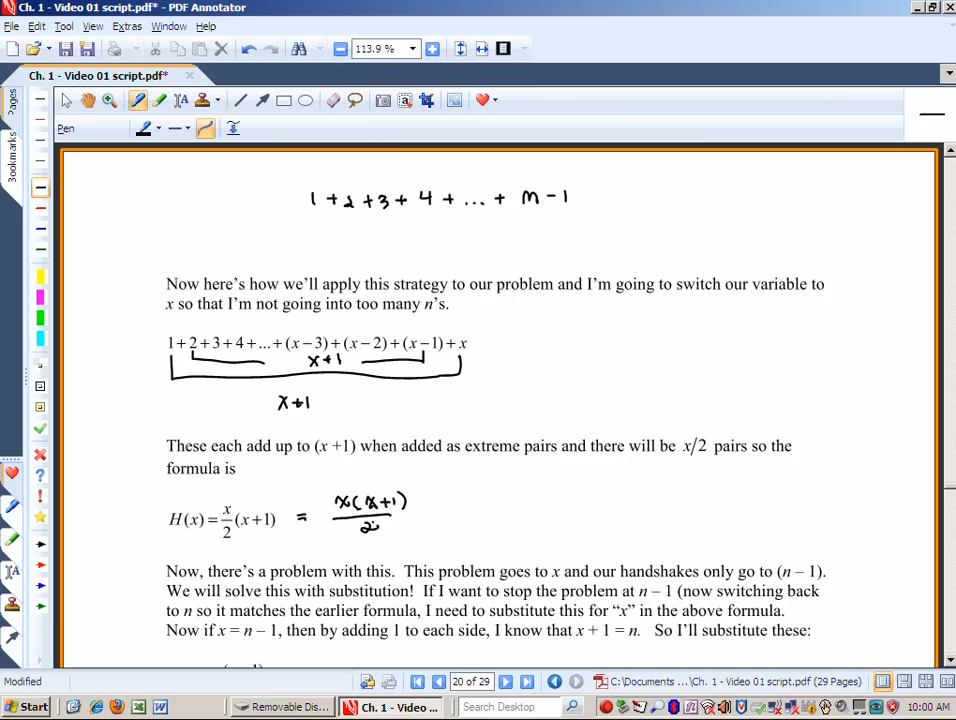 Ch. 1 - Video 01 script.pdf* - PDF Annotator
File Edit Tool View Extras Window Help
113.9 %
Ch. 1 - Video 01 script.pdf*
Pages
Bookmarks
Pen
1 + 2 + 3 + 4 + ... + n - 1
Now here's how we'll apply this strategy to our problem and I'm going to switch our variable to
x so that I'm not going into too many n's.
1 + 2 + 3 + 4 + ... + (x − 3) + (x − 2) + (x − 1) + x
x+1
x+1
These each add up to (x +1) when added as extreme pairs and there will be x/2 pairs so the
formula is
H(x) = x/2 (x+1) = x(x+1)/2
Now, there's a problem with this. This problem goes to x and our handshakes only go to (n – 1).
We will solve this with substitution! If I want to stop the problem at n – 1 (now switching back
to n so it matches the earlier formula, I need to substitute this for “x” in the above formula.
Now if x = n – 1, then by adding 1 to each side, I know that x + 1 = n. So I'll substitute these:
Modified
20 of 29
C:\Documents ...\Ch. 1 - Video 01 script.pdf (29 Pages)
Start
Removable Dis...
Ch. 1 - Video ...
Search Desktop
10:00 AM